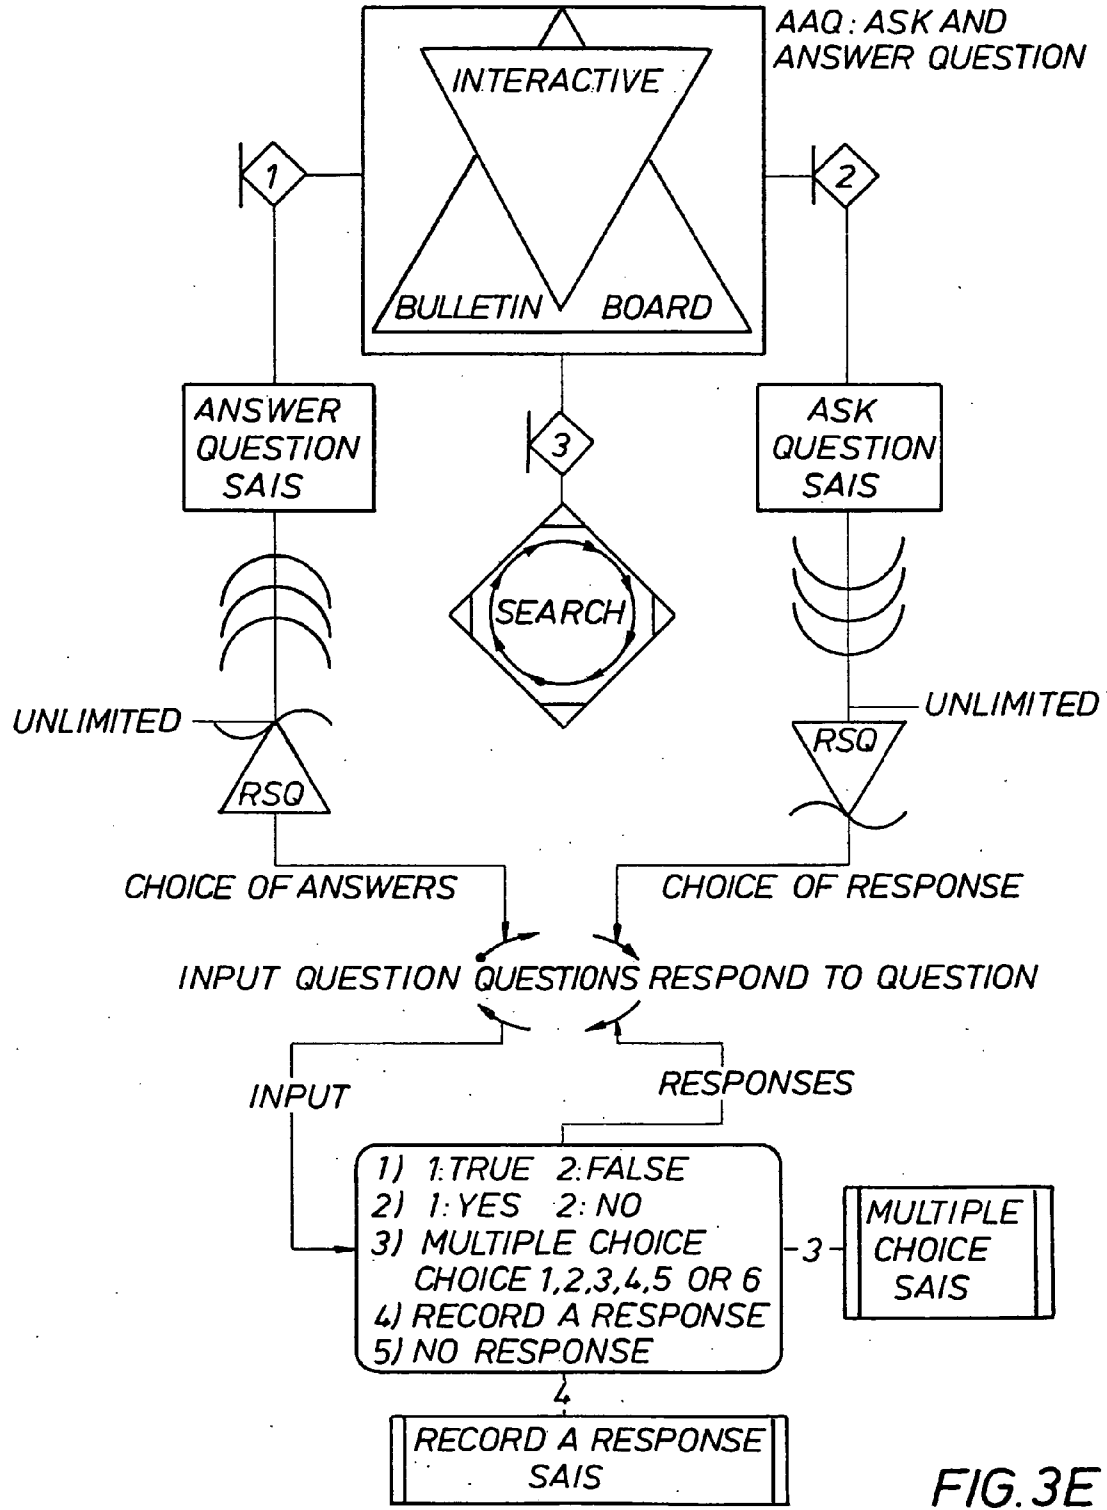 AAQ: ASK AND
ANSWER QUESTION
INTERACTIVE
BULLETIN BOARD
1
2
3
ANSWER
QUESTION
SAIS
ASK
QUESTION
SAIS
SEARCH
UNLIMITED
UNLIMITED
RSQ
RSQ
CHOICE OF ANSWERS
CHOICE OF RESPONSE
INPUT QUESTION QUESTIONS RESPOND TO QUESTION
INPUT
RESPONSES
1) 1:TRUE 2:FALSE
2) 1:YES 2:NO
3) MULTIPLE CHOICE
CHOICE 1,2,3,4,5 OR 6
4) RECORD A RESPONSE
5) NO RESPONSE
3
MULTIPLE
CHOICE
SAIS
4
RECORD A RESPONSE
SAIS
FIG. 3E